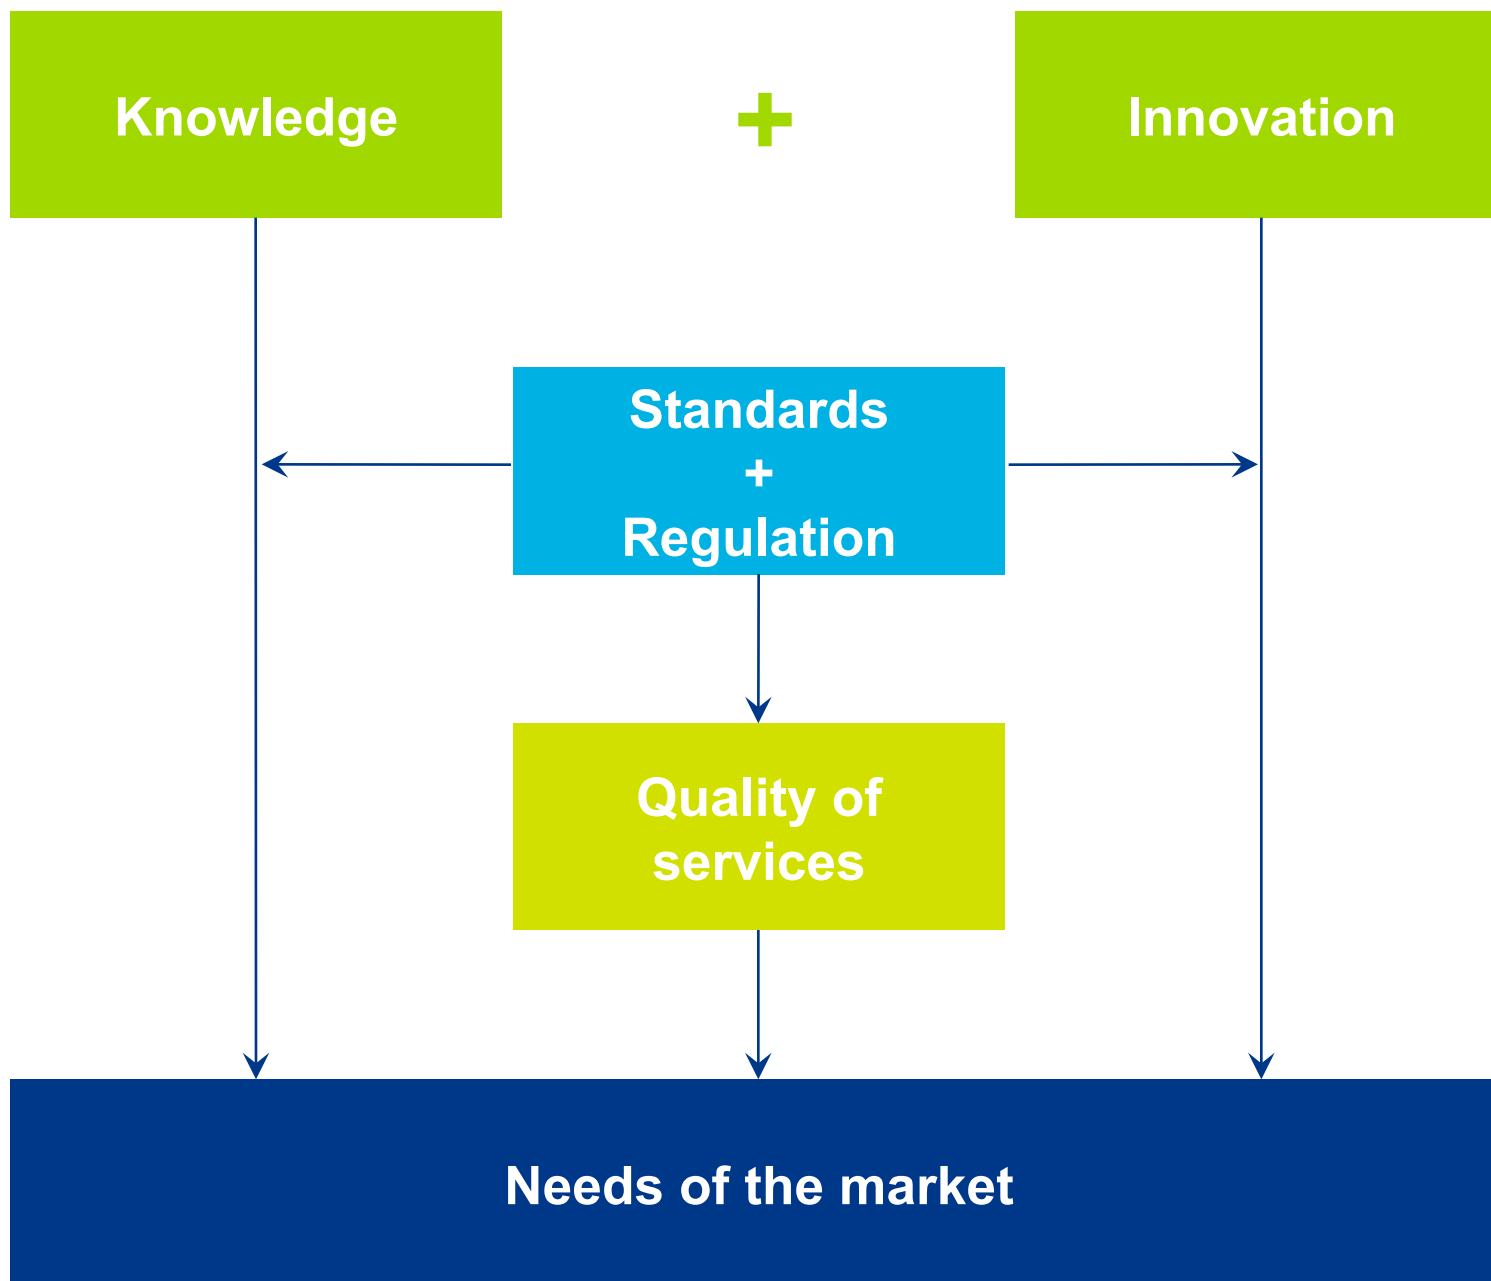 Knowledge
+
Innovation
Standards
+
Regulation
Quality of
services
Needs of the market